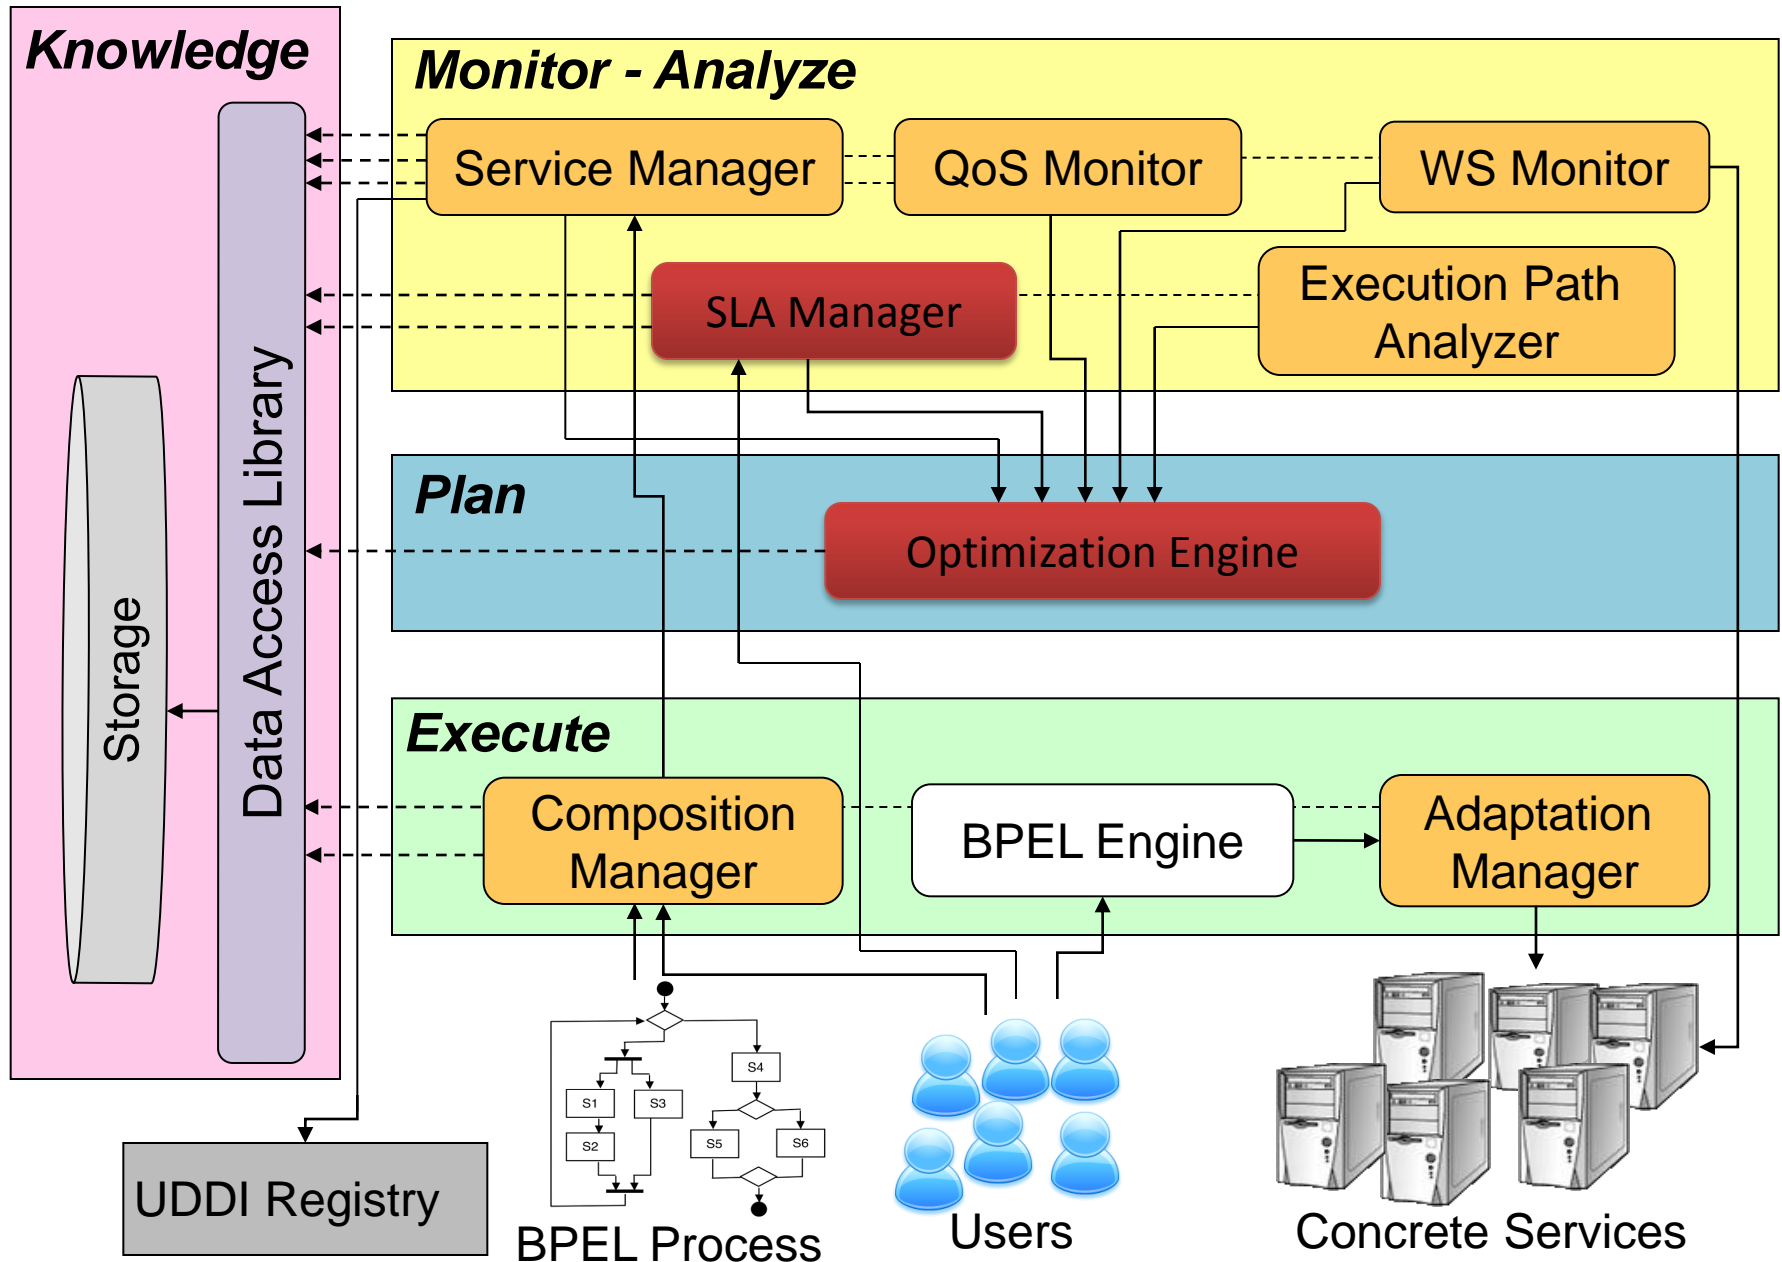 Knowledge
Monitor - Analyze
Service Manager
QoS Monitor
WS Monitor
SLA Manager
Execution Path
Analyzer
Data Access Library
Storage
Plan
Optimization Engine
Execute
Composition
Manager
BPEL Engine
Adaptation
Manager
S4
S1
S3
S2
S5
S6
UDDI Registry
BPEL Process
Users
Concrete Services